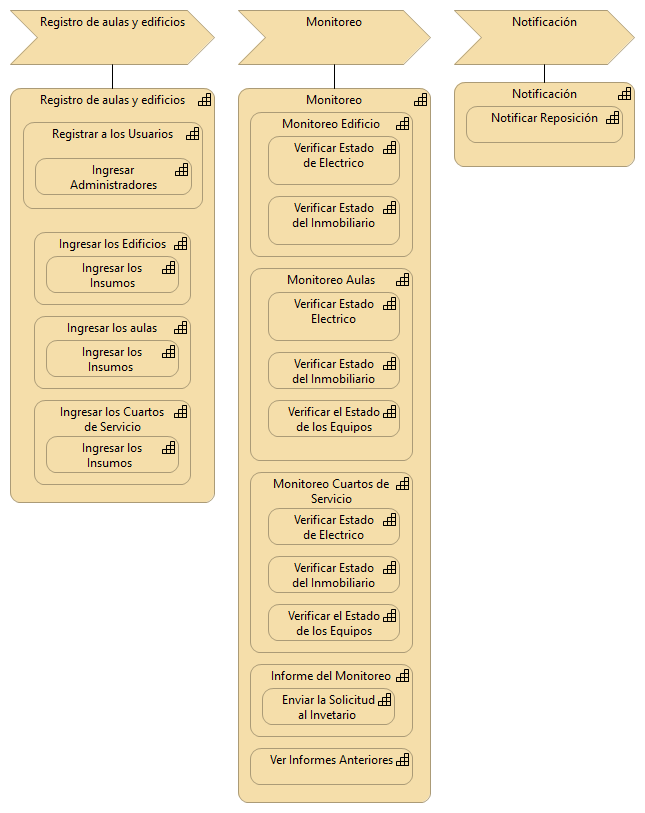 Registro de aulas y edificios
Registro de aulas y edificios
Registrar a los Usuarios
Ingresar
Administradores
Ingresar los Edificios
Ingresar los
Insumos
Ingresar los aulas
Ingresar los
Insumos
Ingresar los Cuartos
de Servicio
Ingresar los
Insumos
Monitoreo
Monitoreo
Monitoreo Edificio
Verificar Estado
de Electrico
Verificar Estado
del Inmobiliario
Monitoreo Aulas
Verificar Estado
Electrico
Verificar Estado
del Inmobiliario
Verificar el Estado
de los Equipos
Monitoreo Cuartos de
Servicio
Verificar Estado
de Electrico
Verificar Estado
del Inmobiliario
Verificar el Estado
de los Equipos
Informe del Monitoreo
Enviar la Solicitud
al Invetario
Ver Informes Anteriores
Notificación
Notificación
Notificar Reposición